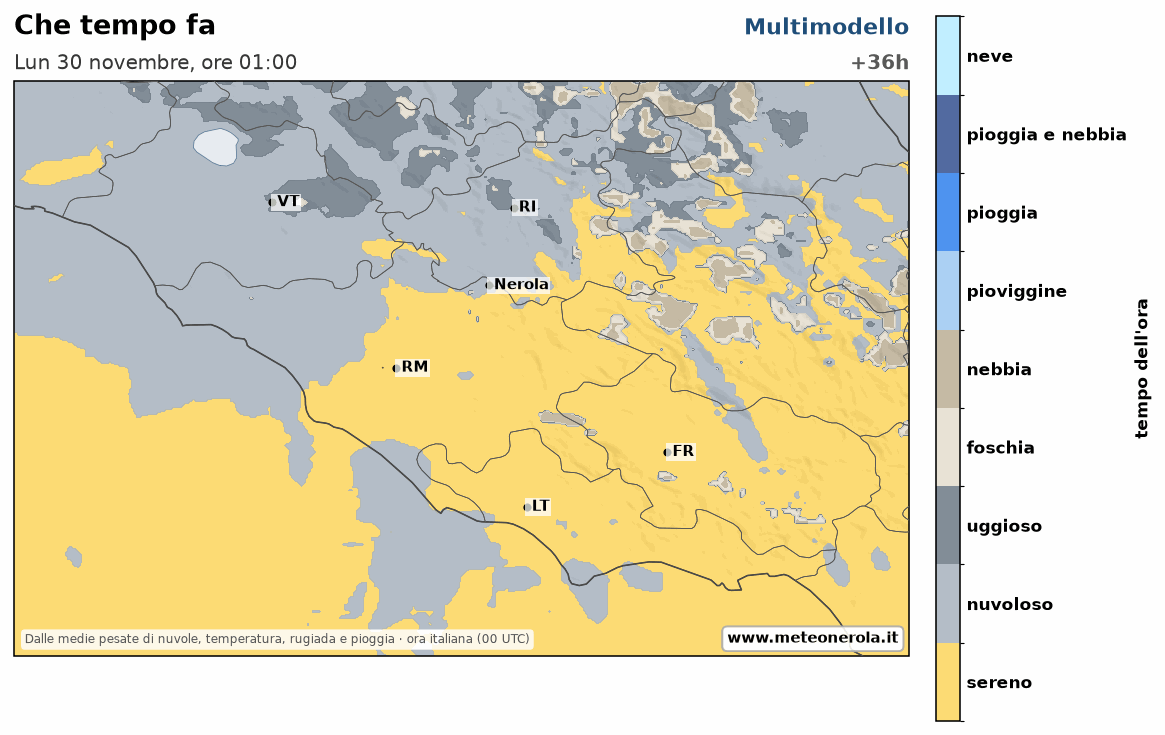 Che tempo fa
Multimodello
Lun 30 novembre, ore 01:00
+36h
neve
pioggia e nebbia
pioggia
pioviggine
nebbia
foschia
uggioso
nuvoloso
sereno
tempo dell'ora
VT
RI
Nerola
RM
FR
LT
Dalle medie pesate di nuvole, temperatura, rugiada e pioggia · ora italiana (00 UTC)
www.meteonerola.it